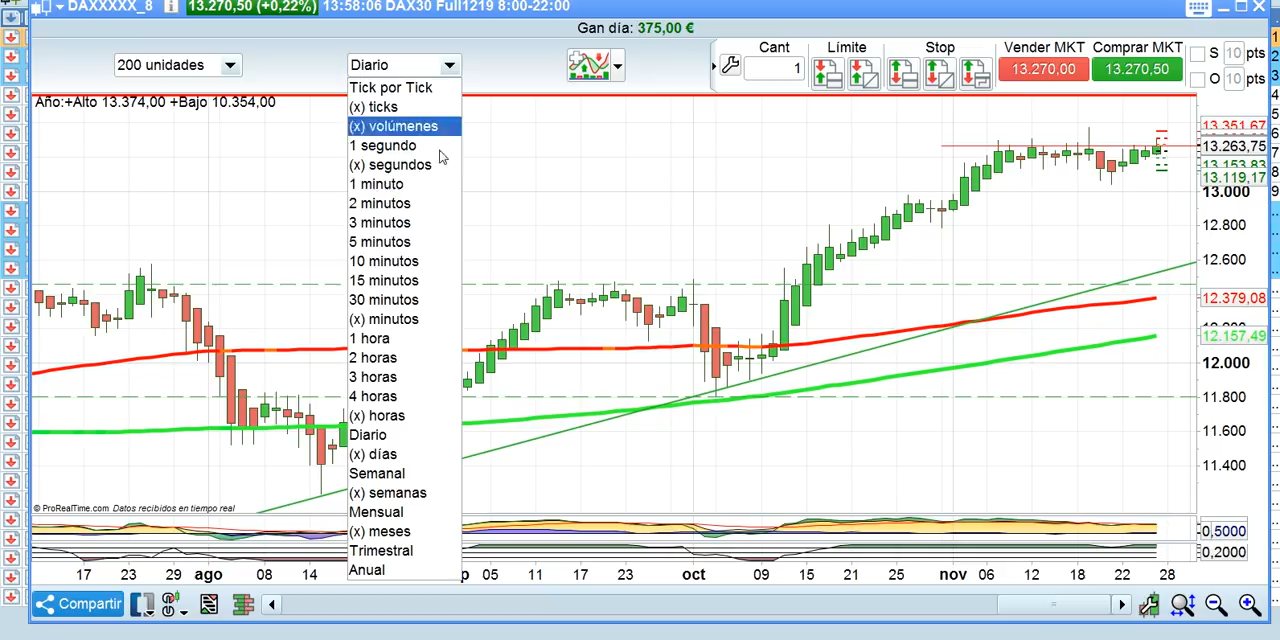 DAXXXXX_8 13.270,50 (+0,22%) 13:58:06 DAX30 Full1219 8:00-22:00
Gan día: 375,00 €
200 unidades
Diario
Cant
1
Límite
Stop
Vender MKT
13.270,00
Comprar MKT
13.270,50
S 10 pts
O 10 pts
Año:+Alto 13.374,00 +Bajo 10.354,00
Tick por Tick
(x) ticks
(x) volúmenes
1 segundo
(x) segundos
1 minuto
2 minutos
3 minutos
5 minutos
10 minutos
15 minutos
30 minutos
(x) minutos
1 hora
2 horas
3 horas
4 horas
(x) horas
Diario
(x) días
Semanal
(x) semanas
Mensual
(x) meses
Trimestral
Anual
13.351,67
13.263,75
13.153,83
13.119,17
13.000
12.800
12.600
12.379,08
12.157,49
12.000
11.800
11.600
11.400
© ProRealTime.com Datos recibidos en tiempo real
0,5000
0,2000
17 23 29 ago 08 14 05 11 17 23 oct 09 15 21 25 nov 06 12 18 22 28
Compartir